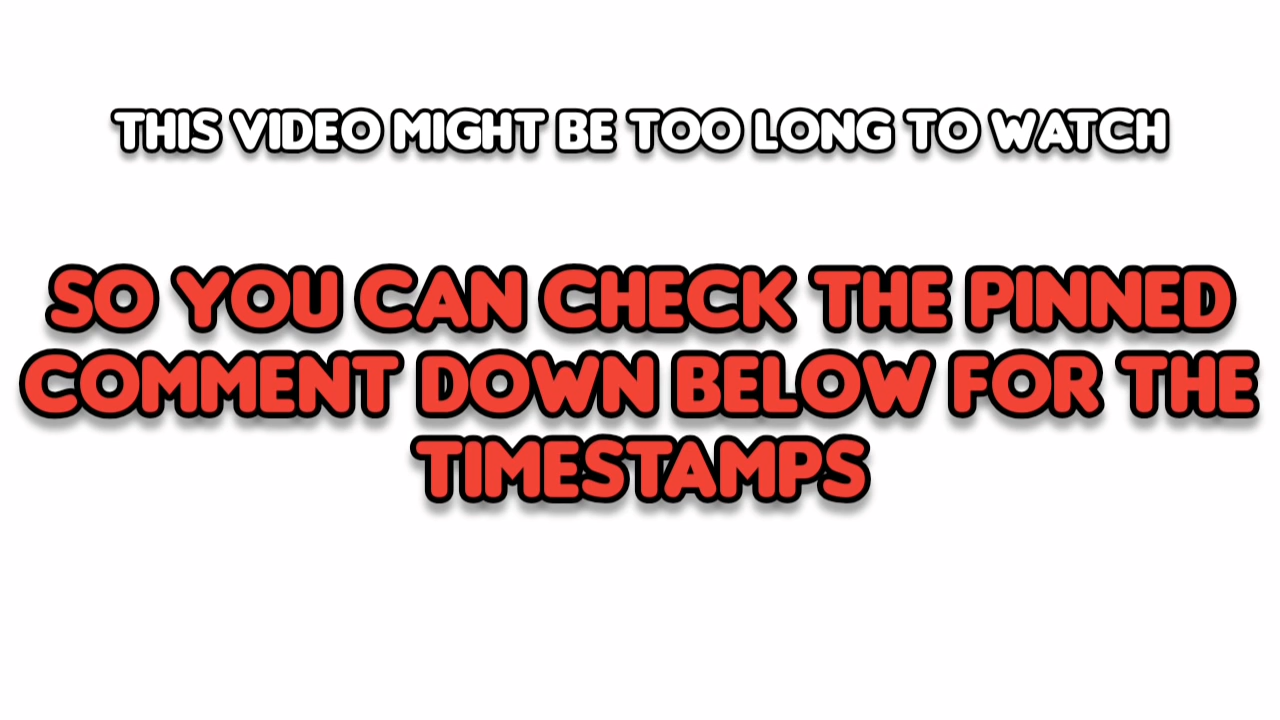 THIS VIDEO MIGHT BE TOO LONG TO WATCH
SO YOU CAN CHECK THE PINNED
COMMENT DOWN BELOW FOR THE
TIMESTAMPS